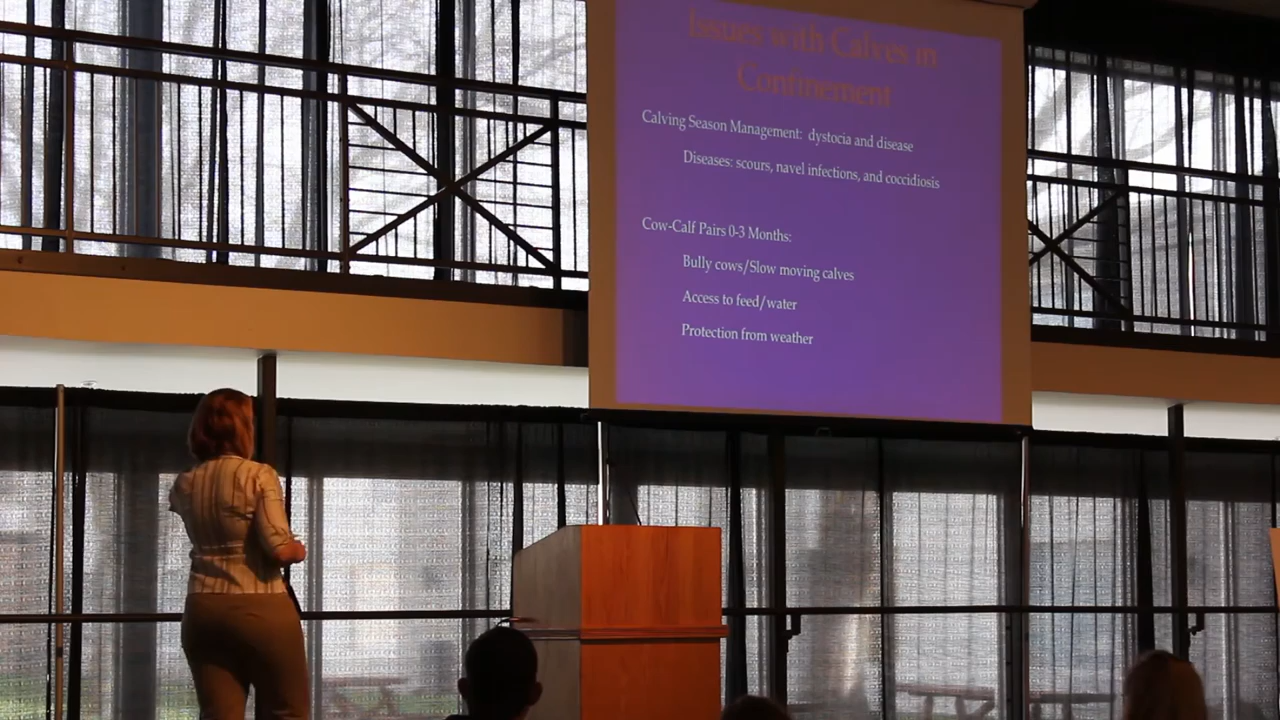 Issues with Calves in
Confinement
Calving Season Management: dystocia and disease
Diseases: scours, navel infections, and coccidiosis
Cow-Calf Pairs 0-3 Months:
Bully cows/Slow moving calves
Access to feed/water
Protection from weather